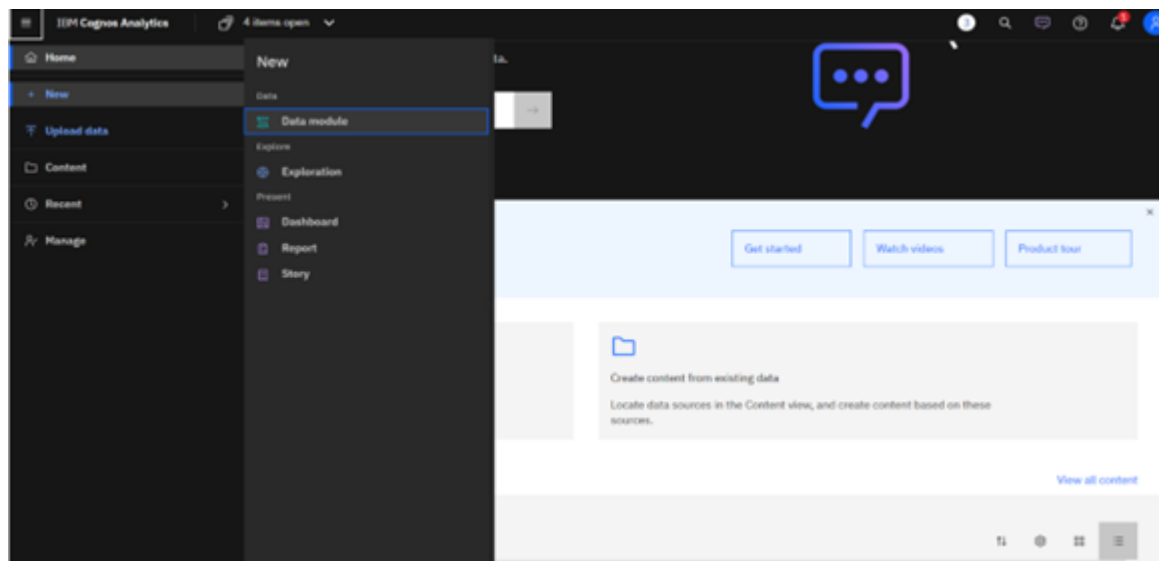 IBM Cognos Analytics
4 items open
Home
New
Upload data
Content
Recent
Manage
New
Data
Data module
Explore
Exploration
Present
Dashboard
Report
Story
ta.
Get started
Watch videos
Product tour
Create content from existing data
Locate data sources in the Content view, and create content based on these
sources.
View all content